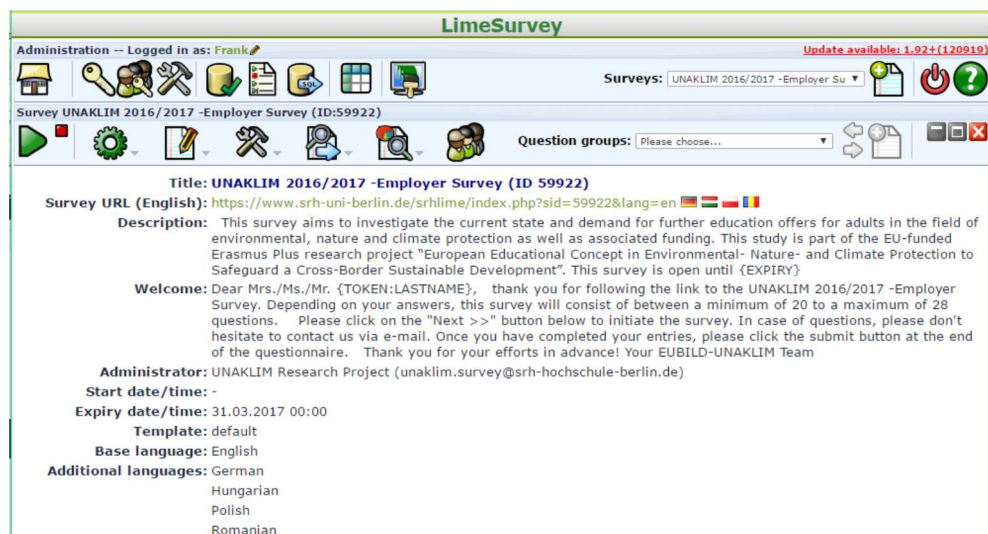 LimeSurvey
Administration -- Logged in as: Frank
Update available: 1.92+(120919)
SQL
Surveys: UNAKLIM 2016/2017 -Employer Su
?
Survey UNAKLIM 2016/2017 -Employer Survey (ID:59922)
Question groups: Please choose...
Title: UNAKLIM 2016/2017 -Employer Survey (ID 59922)
Survey URL (English): https://www.srh-uni-berlin.de/srhlime/index.php?sid=59922&lang=en
Description: This survey aims to investigate the current state and demand for further education offers for adults in the field of
environmental, nature and climate protection as well as associated funding. This study is part of the EU-funded
Erasmus Plus research project "European Educational Concept in Environmental- Nature- and Climate Protection to
Safeguard a Cross-Border Sustainable Development". This survey is open until {EXPIRY}
Welcome: Dear Mrs./Ms./Mr. {TOKEN:LASTNAME}, thank you for following the link to the UNAKLIM 2016/2017 -Employer
Survey. Depending on your answers, this survey will consist of between a minimum of 20 to a maximum of 28
questions. Please click on the "Next >>" button below to initiate the survey. In case of questions, please don't
hesitate to contact us via e-mail. Once you have completed your entries, please click the submit button at the end
of the questionnaire. Thank you for your efforts in advance! Your EUBILD-UNAKLIM Team
Administrator: UNAKLIM Research Project (unaklim.survey@srh-hochschule-berlin.de)
Start date/time: -
Expiry date/time: 31.03.2017 00:00
Template: default
Base language: English
Additional languages: German
Hungarian
Polish
Romanian